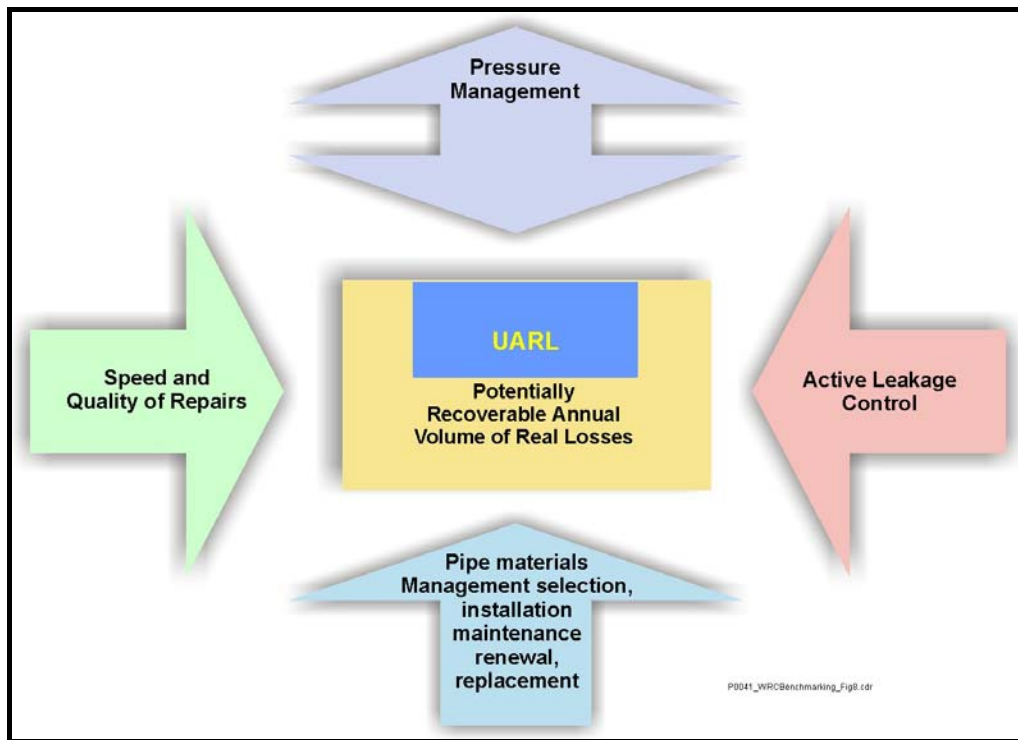 Pressure
Management
UARL
Potentially
Recoverable Annual
Volume of Real Losses
Speed and
Quality of Repairs
Active Leakage
Control
Pipe materials
Management selection,
installation
maintenance
renewal,
replacement
P0041_WRCBenchmarking_Fig8.cdr